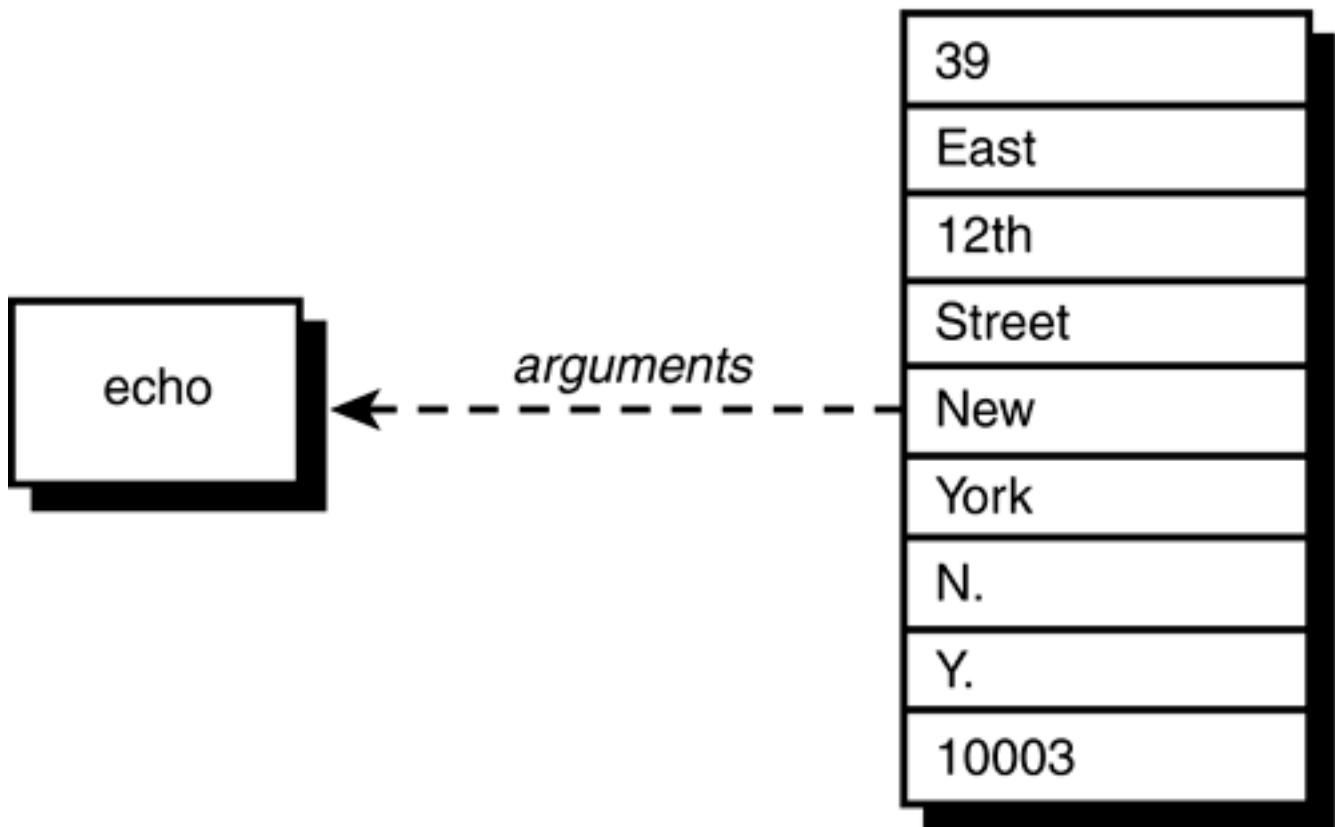 39
East
12th
Street
echo
arguments
New
York
N.
Y.
10003